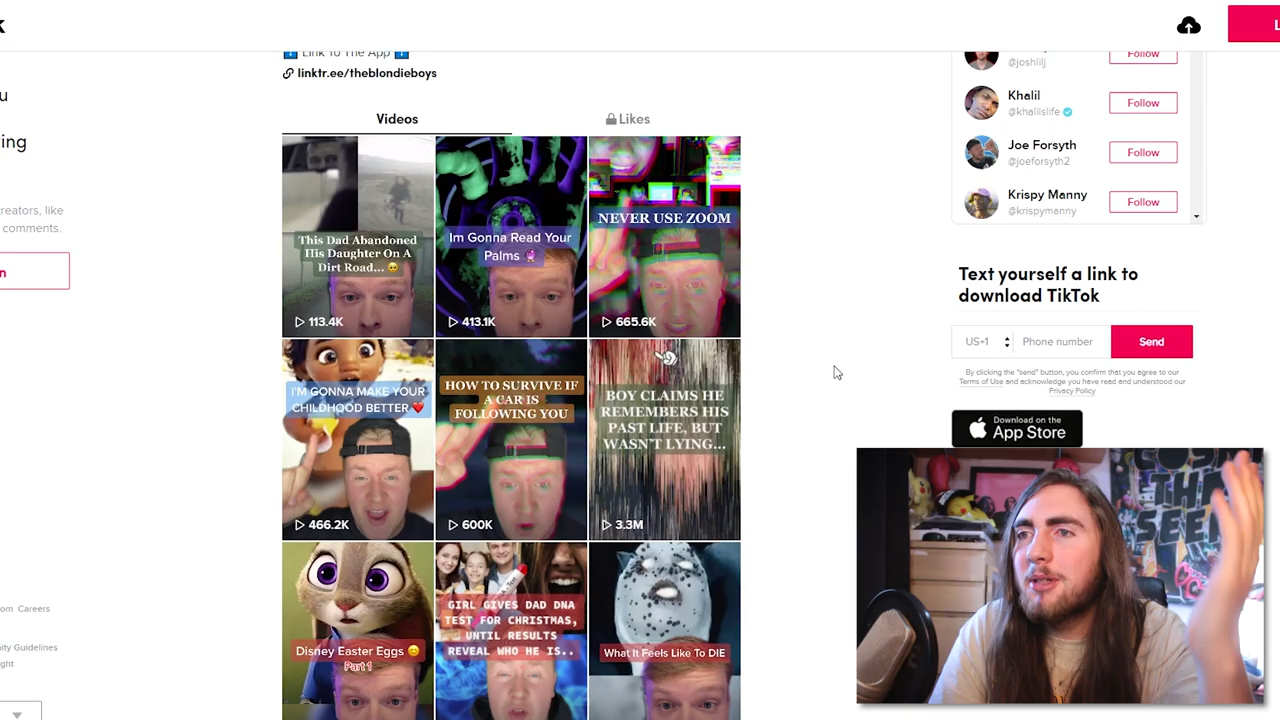 k
L
Link To The App
linktr.ee/theblondieboys
u
ing
reators, like
comments.
n
Videos
Likes
This Dad Abandoned
His Daughter On A
Dirt Road... 🥺
113.4K
Im Gonna Read Your
Palms 🔮
413.1K
NEVER USE ZOOM
665.6K
I'M GONNA MAKE YOUR
CHILDHOOD BETTER ❤️
466.2K
HOW TO SURVIVE IF
A CAR IS
FOLLOWING YOU
600K
BOY CLAIMS HE
REMEMBERS HIS
PAST LIFE, BUT
WASN'T LYING...
3.3M
Disney Easter Eggs 😊
Part 1
GIRL GIVES DAD DNA
TEST FOR CHRISTMAS,
UNTIL RESULTS
REVEAL WHO HE IS..
What It Feels Like To DIE
@joshlilj
Follow
Khalil
@khalilslife
Follow
Joe Forsyth
@joeforsyth2
Follow
Krispy Manny
@krispymanny
Follow
Text yourself a link to
download TikTok
US+1
Phone number
Send
By clicking the "send" button, you confirm that you agree to our
Terms of Use and acknowledge you have read and understood our
Privacy Policy
Download on the
App Store
om Careers
ity Guidelines
ght